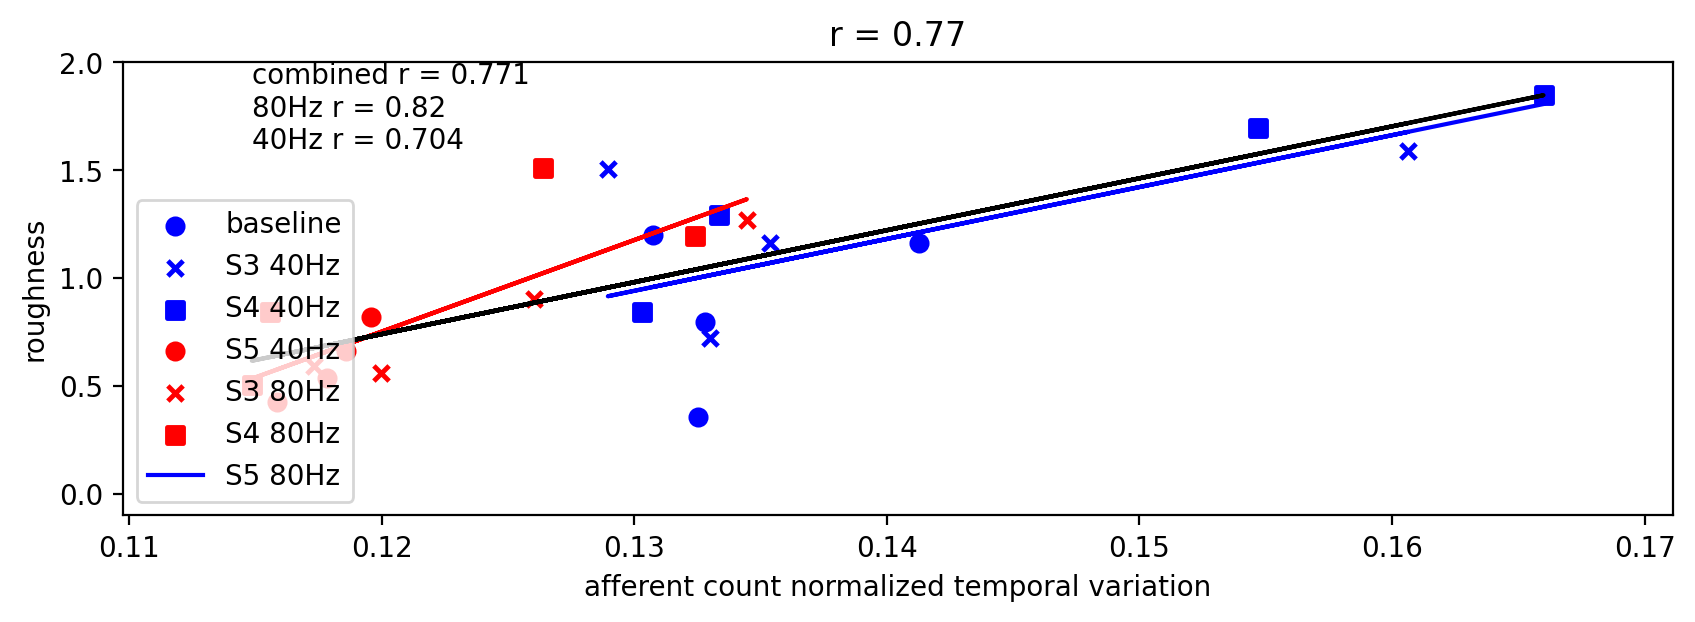 r = 0.77
combined r = 0.771
80Hz r = 0.82
40Hz r = 0.704
roughness
2.0
1.5
1.0
0.5
0.0
baseline
S3 40Hz
S4 40Hz
S5 40Hz
S3 80Hz
S4 80Hz
S5 80Hz
0.11 0.12 0.13 0.14 0.15 0.16 0.17
afferent count normalized temporal variation